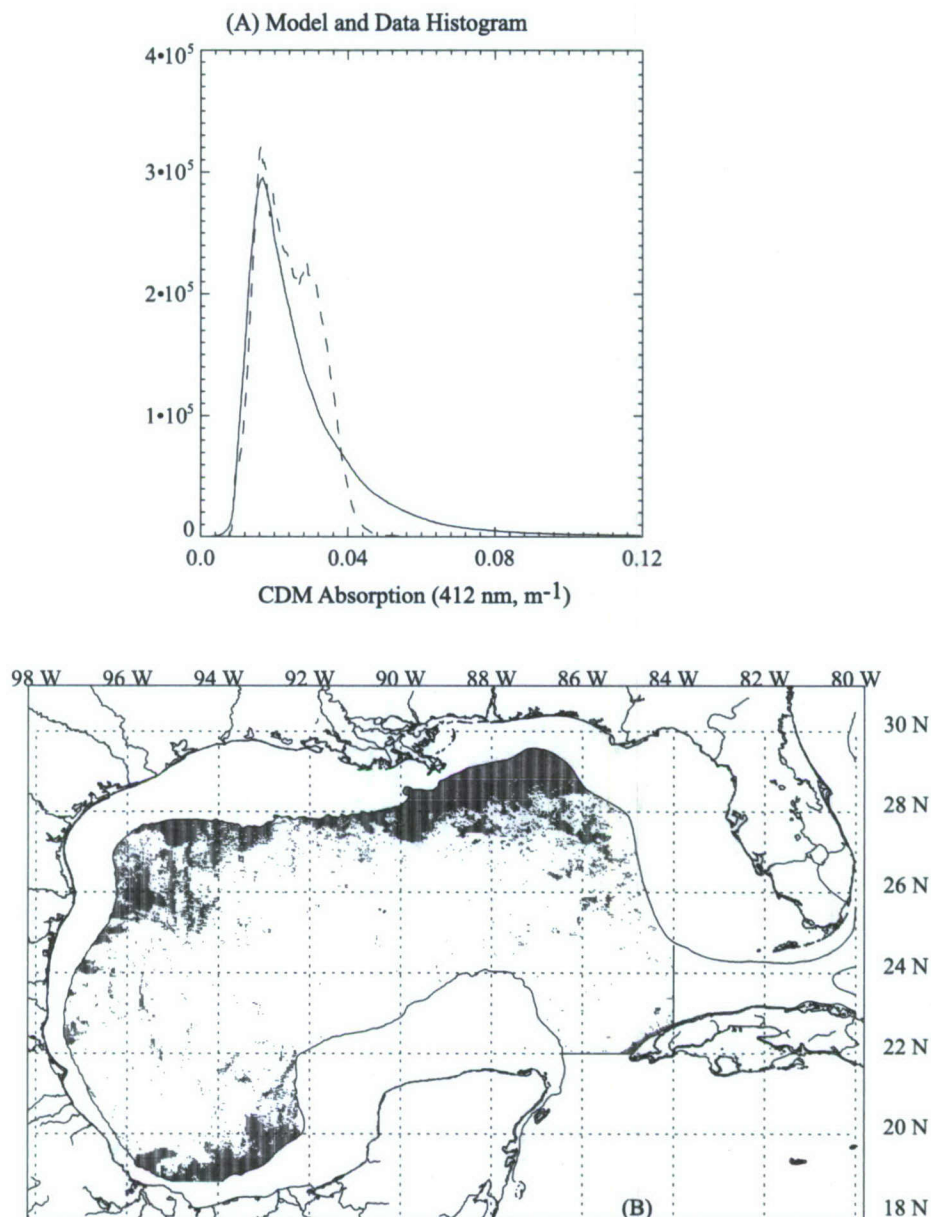 (A) Model and Data Histogram
4•10⁵
3•10⁵
2•10⁵
1•10⁵
0
0.0 0.04 0.08 0.12
CDM Absorption (412 nm, m⁻¹)
98 W 96 W 94 W 92 W 90 W 88 W 86 W 84 W 82 W 80 W
30 N
28 N
26 N
24 N
22 N
20 N
18 N
(B)